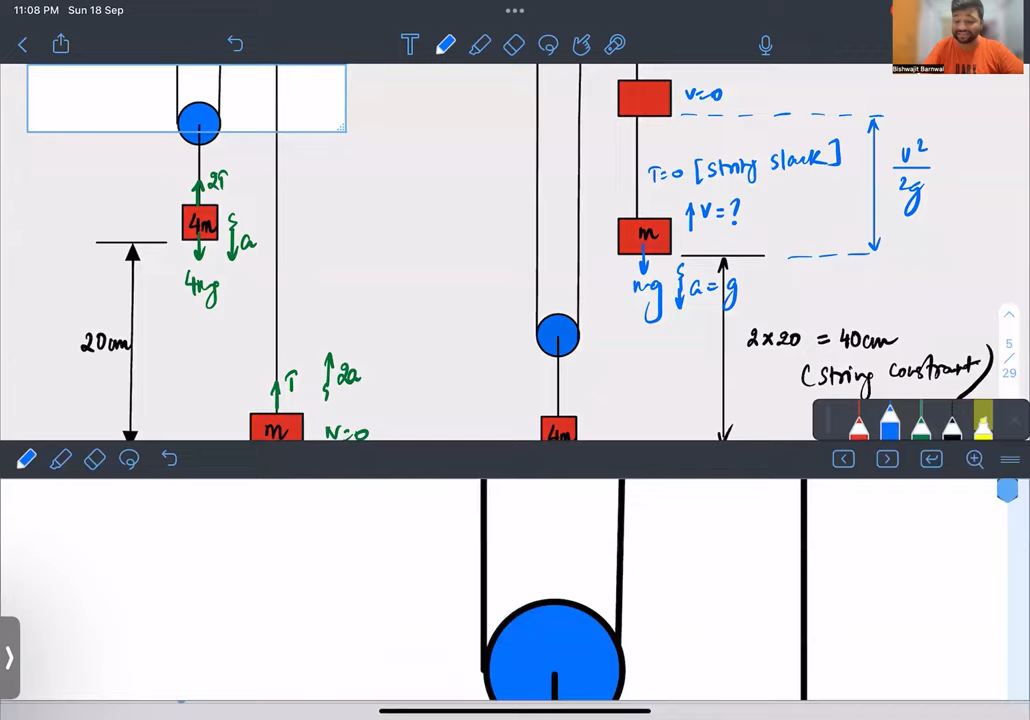 11:08 PM Sun 18 Sep
Bishwajit Barnwal
v=0
2T
T=0 [string slack]
v²
2g
4m
a
↑v=?
m
4mg
mg
a=g
20cm
2×20 = 40cm
(string constraint)
5
29
T
2a
m
N=0
4m